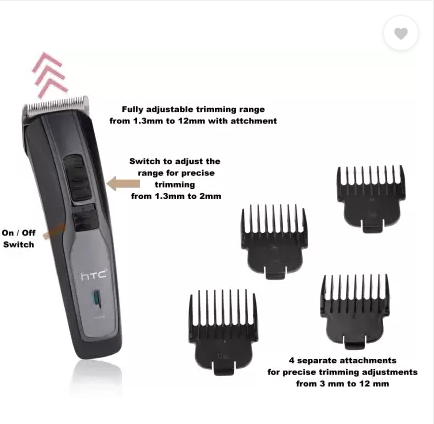 Fully adjustable trimming range
from 1.3mm to 12mm with attchment
Switch to adjust the
range for precise
trimming
from 1.3mm to 2mm
On / Off
Switch
hTC
4 separate attachments
for precise trimming adjustments
from 3 mm to 12 mm